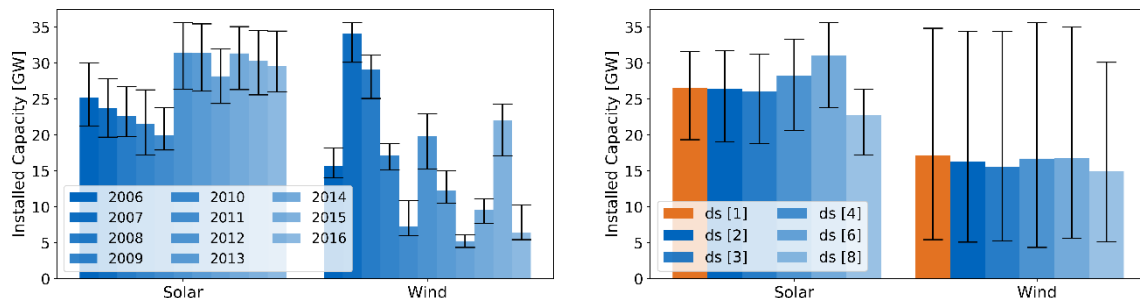 Installed Capacity [GW]
35
30
25
20
15
10
5
0
2006
2007
2008
2009
2010
2011
2012
2013
2014
2015
2016
Solar
Wind
Installed Capacity [GW]
35
30
25
20
15
10
5
0
ds [1]
ds [2]
ds [3]
ds [4]
ds [6]
ds [8]
Solar
Wind